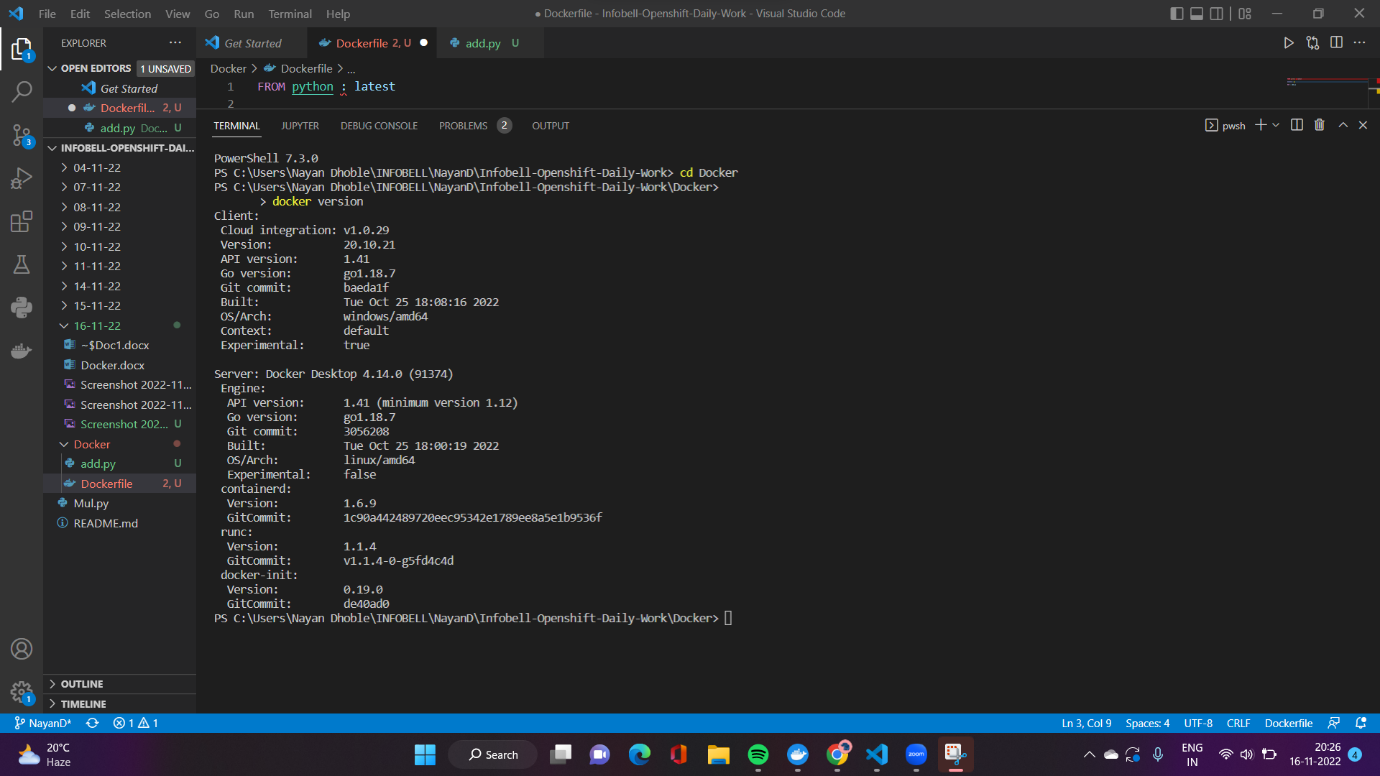 File Edit Selection View Go Run Terminal Help
● Dockerfile - Infobell-Openshift-Daily-Work - Visual Studio Code
EXPLORER ...
Get Started
Dockerfile 2, U ●
add.py U
OPEN EDITORS 1 UNSAVED
Get Started
● Dockerfil... 2, U
add.py Doc... U
INFOBELL-OPENSHIFT-DAI...
04-11-22
07-11-22
08-11-22
09-11-22
10-11-22
11-11-22
14-11-22
15-11-22
16-11-22
~$Doc1.docx
Docker.docx
Screenshot 2022-11...
Screenshot 2022-11...
Screenshot 202... U
Docker
add.py U
Dockerfile 2, U
Mul.py
README.md
OUTLINE
TIMELINE
1
3
1
Docker > Dockerfile > ...
1 FROM python : latest
2
TERMINAL JUPYTER DEBUG CONSOLE PROBLEMS 2 OUTPUT
pwsh
PowerShell 7.3.0
PS C:\Users\Nayan Dhoble\INFOBELL\NayanD\Infobell-Openshift-Daily-Work> cd Docker
PS C:\Users\Nayan Dhoble\INFOBELL\NayanD\Infobell-Openshift-Daily-Work\Docker>
> docker version
Client:
Cloud integration: v1.0.29
Version: 20.10.21
API version: 1.41
Go version: go1.18.7
Git commit: baeda1f
Built: Tue Oct 25 18:08:16 2022
OS/Arch: windows/amd64
Context: default
Experimental: true
Server: Docker Desktop 4.14.0 (91374)
Engine:
API version: 1.41 (minimum version 1.12)
Go version: go1.18.7
Git commit: 3056208
Built: Tue Oct 25 18:00:19 2022
OS/Arch: linux/amd64
Experimental: false
containerd:
Version: 1.6.9
GitCommit: 1c90a442489720eec95342e1789ee8a5e1b9536f
runc:
Version: 1.1.4
GitCommit: v1.1.4-0-g5fd4c4d
docker-init:
Version: 0.19.0
GitCommit: de40ad0
PS C:\Users\Nayan Dhoble\INFOBELL\NayanD\Infobell-Openshift-Daily-Work\Docker>
NayanD* 1 1
Ln 3, Col 9 Spaces: 4 UTF-8 CRLF Dockerfile
20°C
Haze
Search
zoom
ENG
IN
20:26
16-11-2022
4